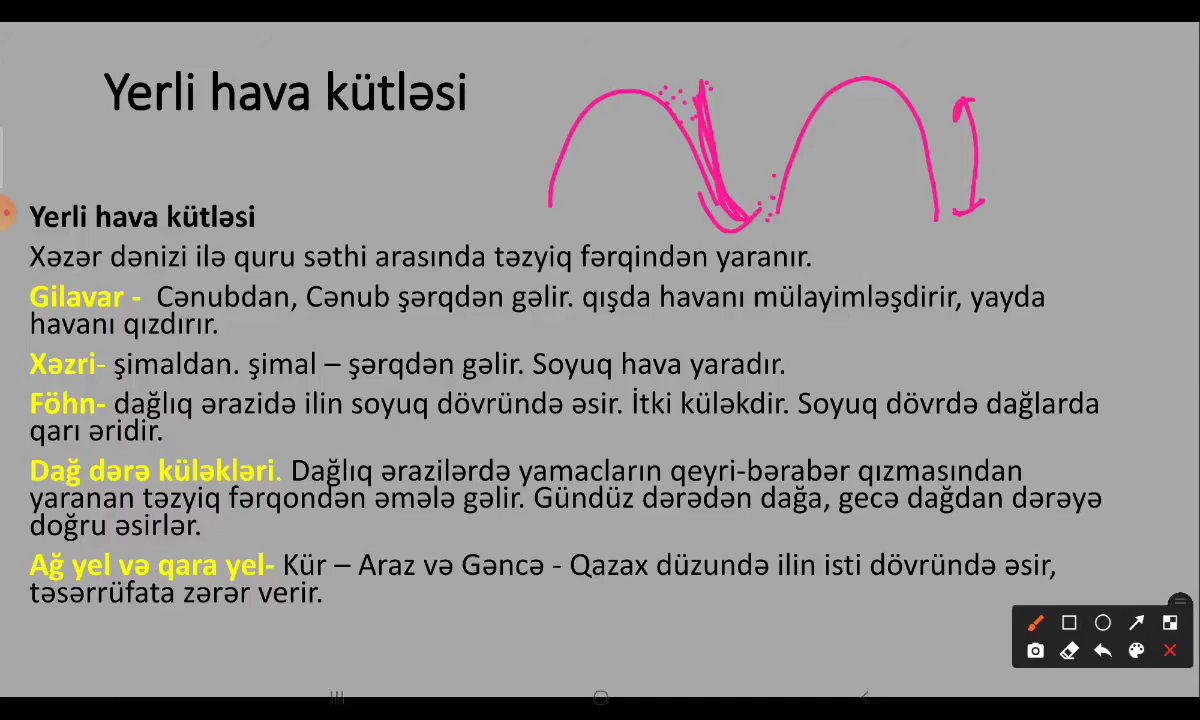 Yerli hava kütləsi
Yerli hava kütləsi
Xəzər dənizi ilə quru səthi arasında təzyiq fərqindən yaranır.
Gilavar - Cənubdan, Cənub şərqdən gəlir. qışda havanı mülayimləşdirir, yayda
havanı qızdırır.
Xəzri- şimaldan. şimal – şərqdən gəlir. Soyuq hava yaradır.
Föhn- dağlıq ərazidə ilin soyuq dövründə əsir. İtki küləkdir. Soyuq dövrdə dağlarda
qarı əridir.
Dağ dərə küləkləri. Dağlıq ərazilərdə yamacların qeyri-bərabər qızmasından
yaranan təzyiq fərqondən əmələ gəlir. Gündüz dərədən dağa, gecə dağdan dərəyə
doğru əsirlər.
Ağ yel və qara yel- Kür – Araz və Gəncə - Qazax düzundə ilin isti dövründə əsir,
təsərrüfata zərər verir.